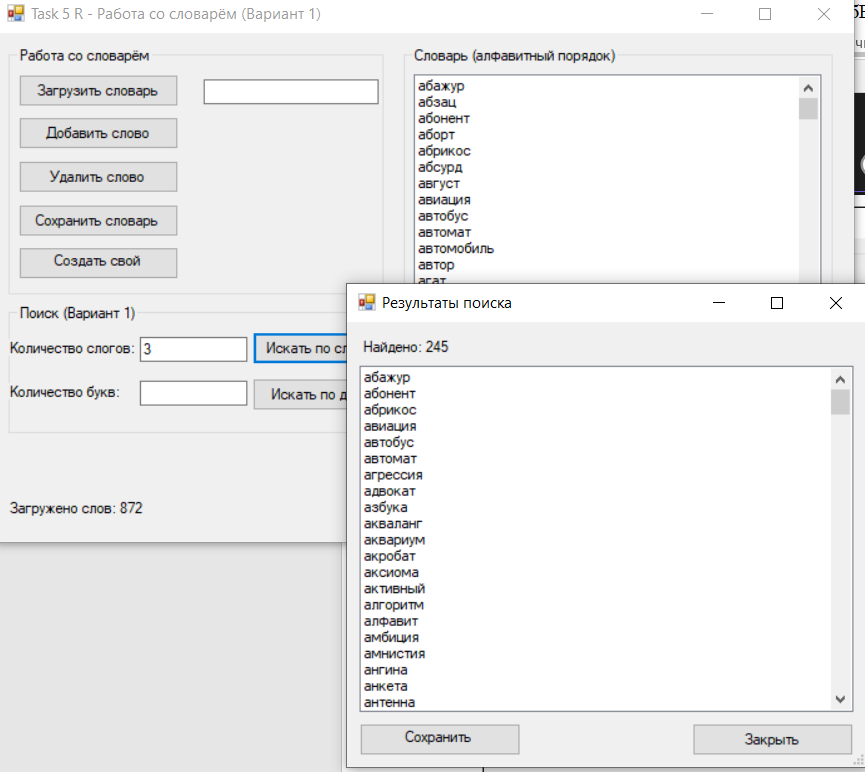 Task 5 R - Работа со словарём (Вариант 1)
Работа со словарём
Загрузить словарь
Добавить слово
Удалить слово
Сохранить словарь
Создать свой
Словарь (алфавитный порядок)
абажур
абзац
абонент
аборт
абрикос
абсурд
август
авиация
автобус
автомат
автомобиль
автор
агат
Поиск (Вариант 1)
Количество слогов: 3
Искать по сл
Количество букв:
Искать по д
Загружено слов: 872
Результаты поиска
Найдено: 245
абажур
абонент
абрикос
авиация
автобус
автомат
агрессия
адвокат
азбука
акваланг
аквариум
акробат
аксиома
активный
алгоритм
алфавит
амбиция
амнистия
ангина
анкета
антенна
Сохранить
Закрыть